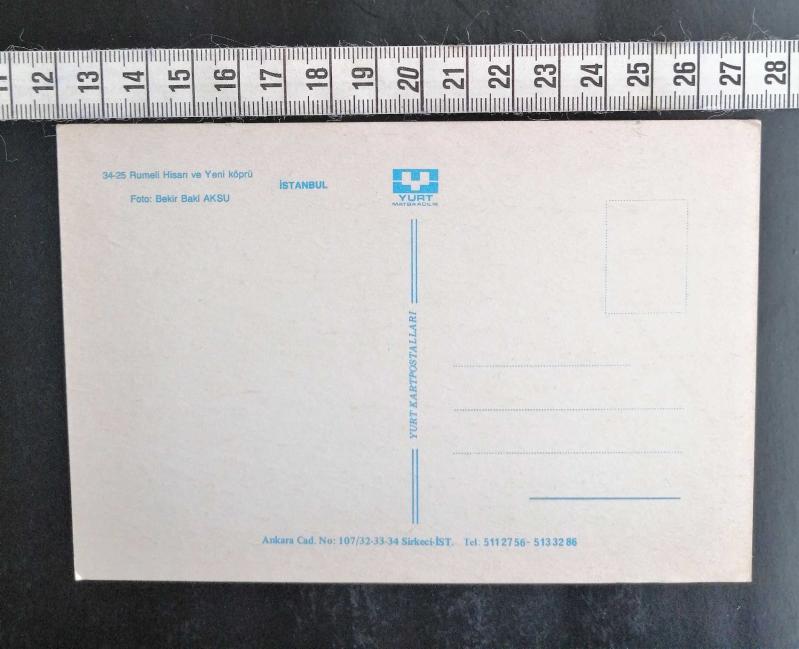 11 12 13 14 15 16 17 18 19 20 21 22 23 24 25 26 27 28
34-25 Rumeli Hisarı ve Yeni köprü
Foto: Bekir Baki AKSU
İSTANBUL
YURT
MATBAACILIK
YURT KARTPOSTALLARI
Ankara Cad. No: 107/32-33-34 Sirkeci-İST. Tel: 511 27 56 - 513 32 86